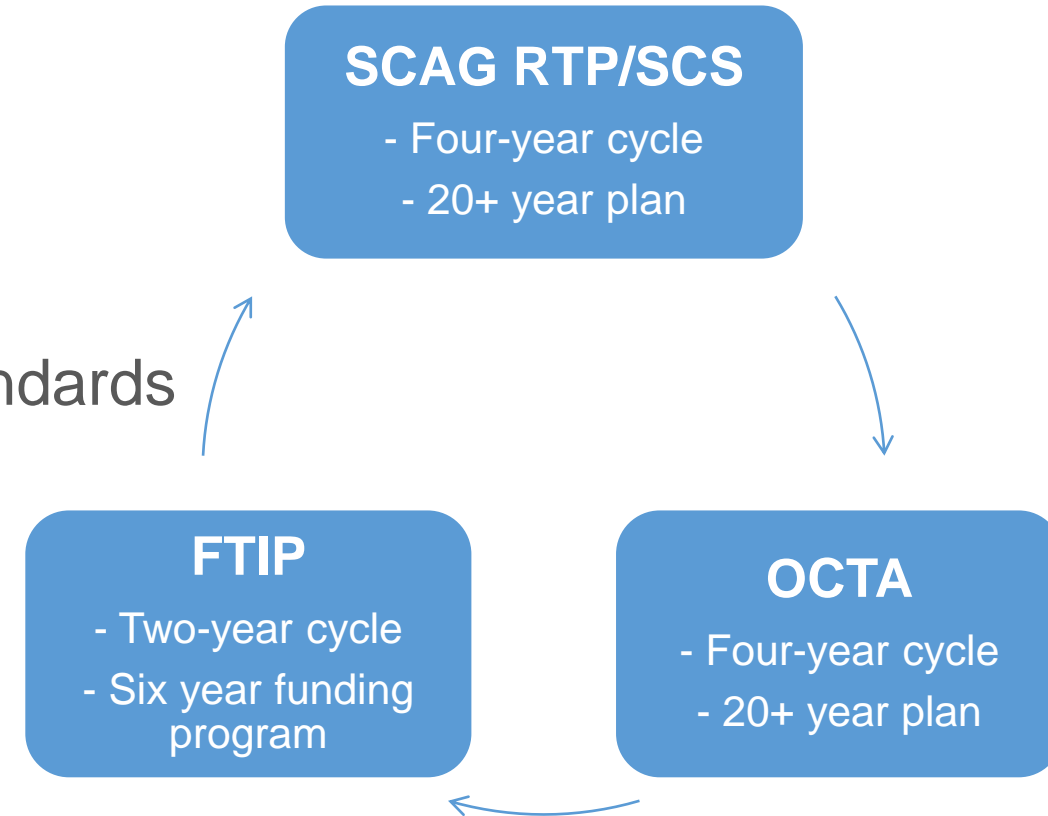 SCAG RTP/SCS
- Four-year cycle
- 20+ year plan
FTIP
- Two-year cycle
- Six year funding
program
OCTA
- Four-year cycle
- 20+ year plan